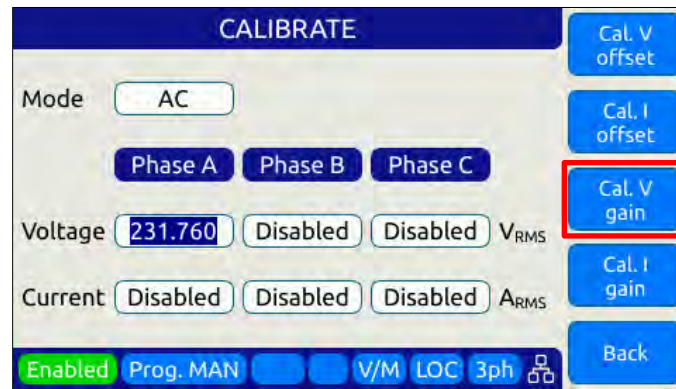 CALIBRATE
Mode AC
Phase A Phase B Phase C
Voltage 231.760 Disabled Disabled VRMS
Current Disabled Disabled Disabled ARMS
Enabled Prog. MAN V/M LOC 3ph
Cal. V
offset
Cal. I
offset
Cal. V
gain
Cal. I
gain
Back